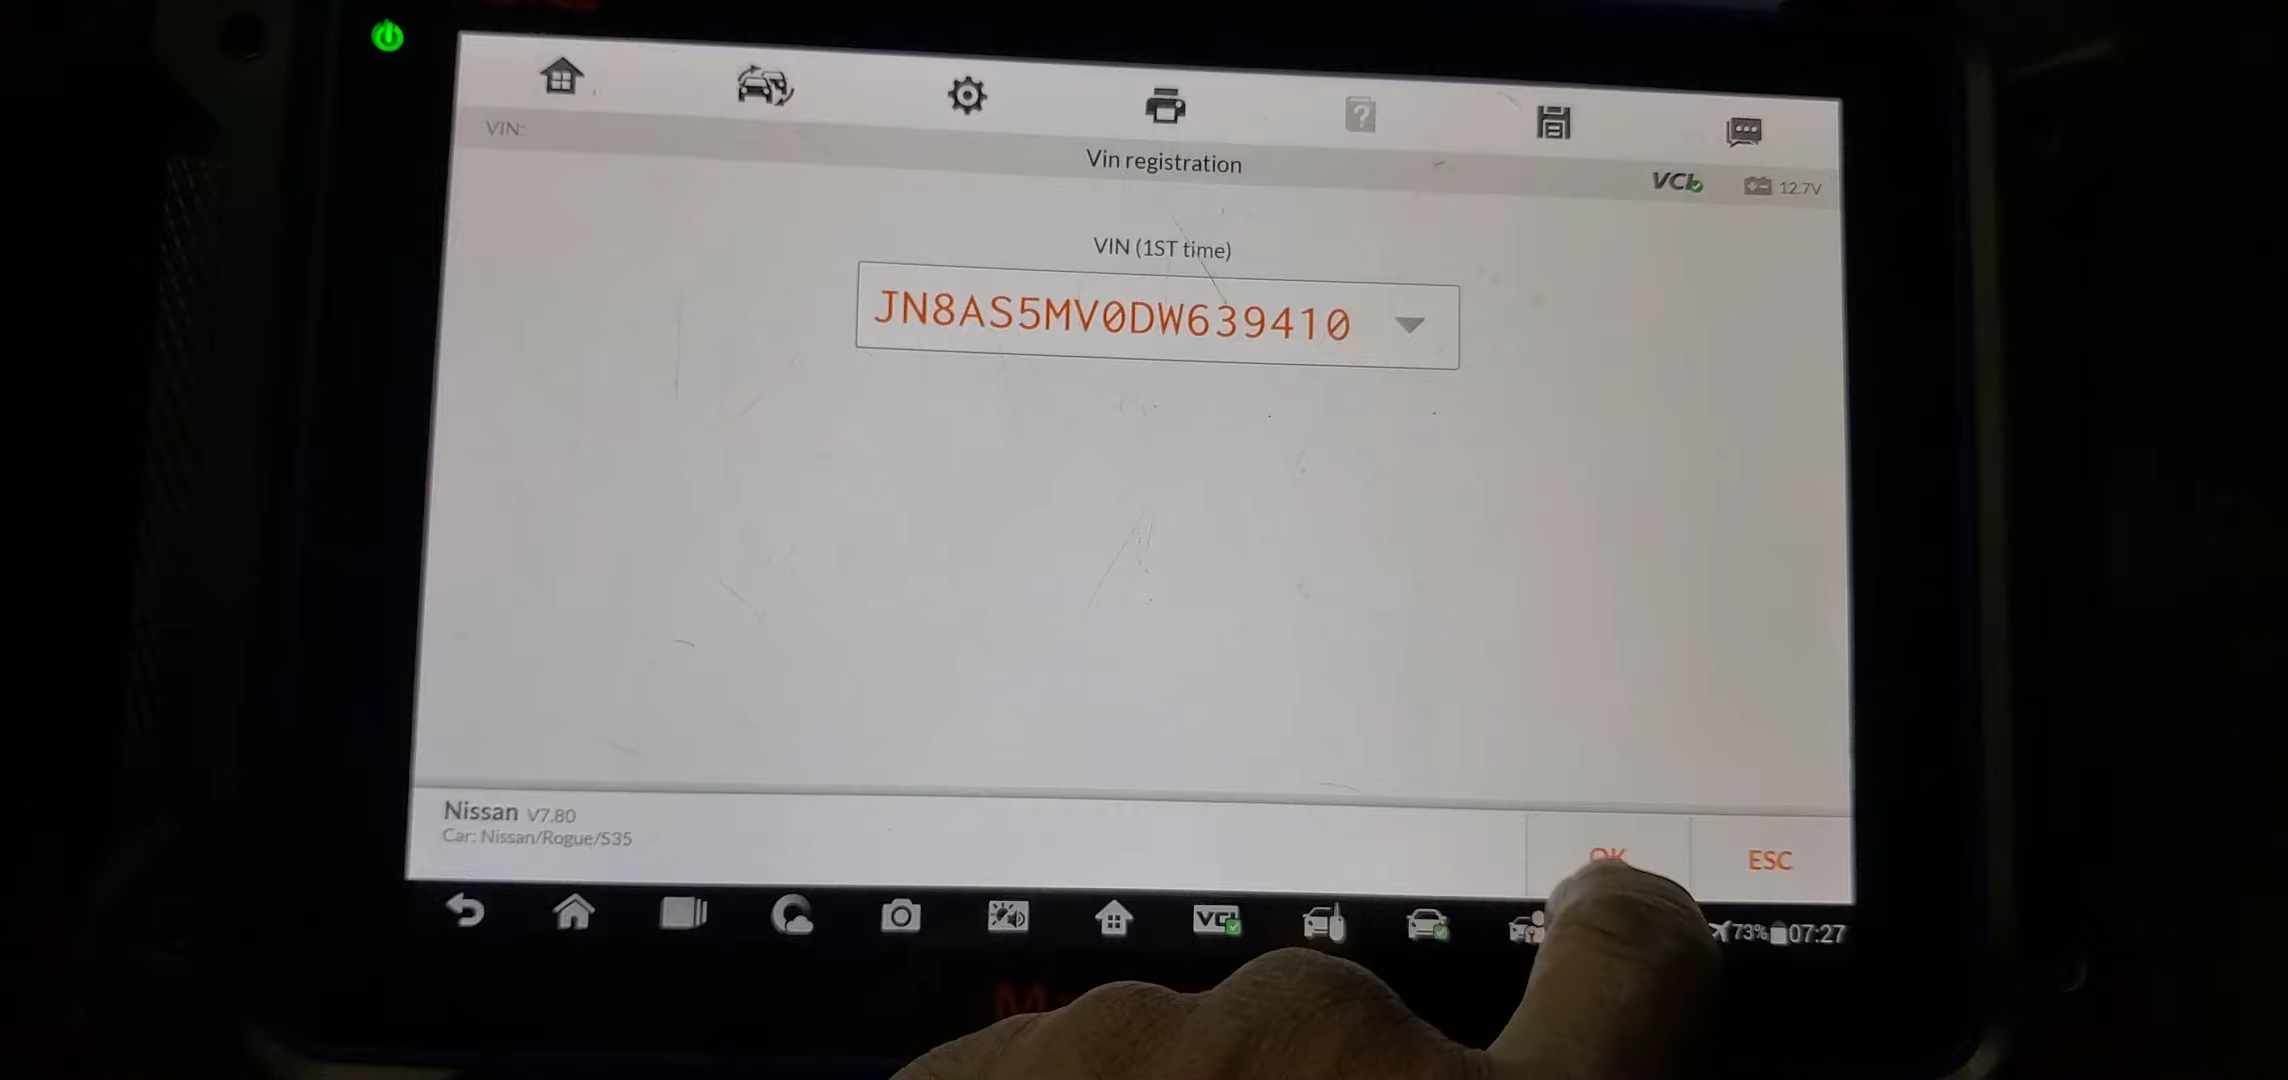 VIN:
Vin registration
VCI
12.7V
VIN (1ST time)
JN8AS5MV0DW639410
Nissan V7.80
Car: Nissan/Rogue/S35
OK
ESC
VCI
73%
07:27